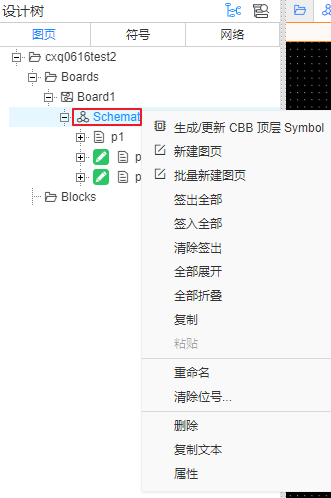 设计树
图页 符号 网络
cxq0616test2
Boards
Board1
Schemat
p1
p
p
Blocks
生成/更新 CBB 顶层 Symbol
新建图页
批量新建图页
签出全部
签入全部
清除签出
全部展开
全部折叠
复制
粘贴
重命名
清除位号...
删除
复制文本
属性